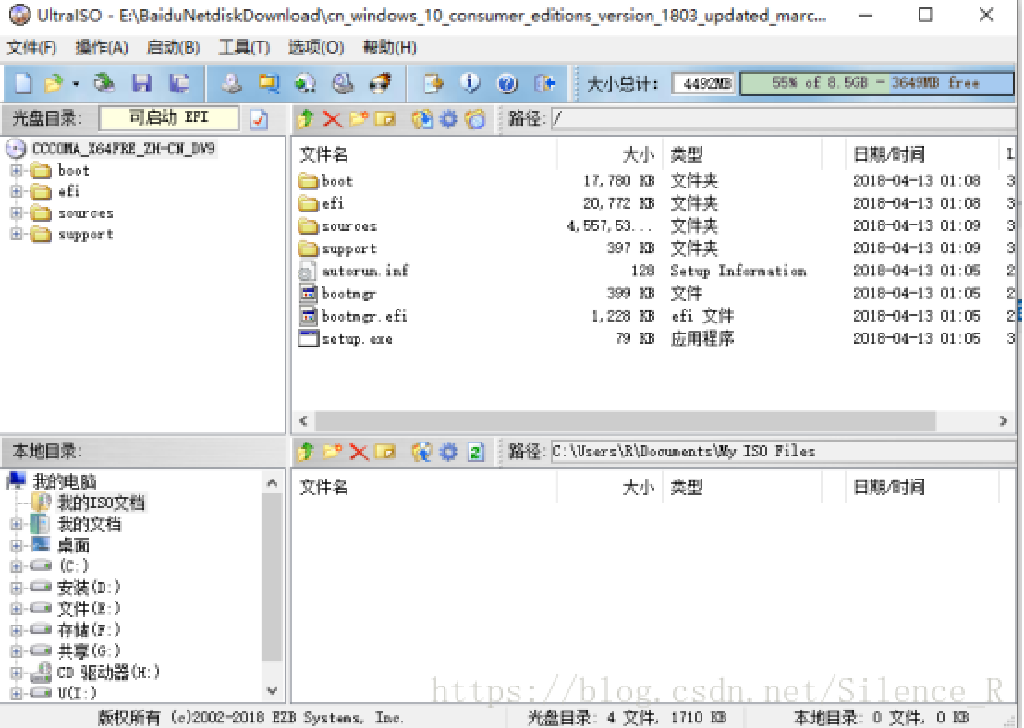 UltraISO - E:\BaiduNetdiskDownload\cn_windows_10_consumer_editions_version_1803_updated_marc...
文件(F) 操作(A) 启动(B) 工具(T) 选项(O) 帮助(H)
大小总计: 4492MB 55% of 8.5GB - 3649MB free
光盘目录: 可启动 EFI 路径: /
CCCOMA_X64FRE_ZH-CN_DV9
boot
efi
sources
support
文件名 大小 类型 日期/时间 L
boot 17,780 KB 文件夹 2018-04-13 01:08 3
efi 20,772 KB 文件夹 2018-04-13 01:08 3
sources 4,557,53... 文件夹 2018-04-13 01:09 3
support 397 KB 文件夹 2018-04-13 01:09 3
autorun.inf 128 Setup Information 2018-04-13 01:05 2
bootmgr 399 KB 文件 2018-04-13 01:05 2
bootmgr.efi 1,228 KB efi 文件 2018-04-13 01:05 2
setup.exe 79 KB 应用程序 2018-04-13 01:05 3
本地目录: 路径: C:\Users\R\Documents\My ISO Files
我的电脑
我的ISO文档
我的文档
桌面
(C:)
安装(D:)
文件(E:)
存储(F:)
共享(G:)
CD 驱动器(H:)
U(I:)
文件名 大小 类型 日期/时间
https://blog.csdn.net/Silence_R
版权所有 (c)2002-2018 EZB Systems, Inc. 光盘目录: 4 文件, 1710 KB 本地目录: 0 文件, 0 KB